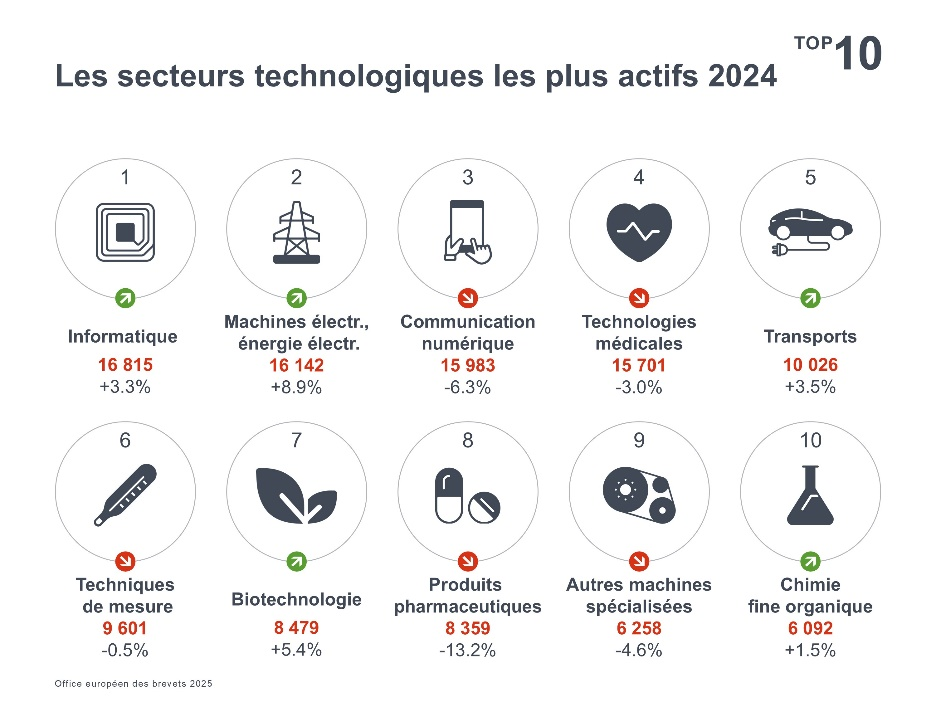 TOP 10
Les secteurs technologiques les plus actifs 2024
1
Informatique
16 815
+3.3%
2
Machines électr.,
énergie électr.
16 142
+8.9%
3
Communication
numérique
15 983
-6.3%
4
Technologies
médicales
15 701
-3.0%
5
Transports
10 026
+3.5%
6
Techniques
de mesure
9 601
-0.5%
7
Biotechnologie
8 479
+5.4%
8
Produits
pharmaceutiques
8 359
-13.2%
9
Autres machines
spécialisées
6 258
-4.6%
10
Chimie
fine organique
6 092
+1.5%
Office européen des brevets 2025